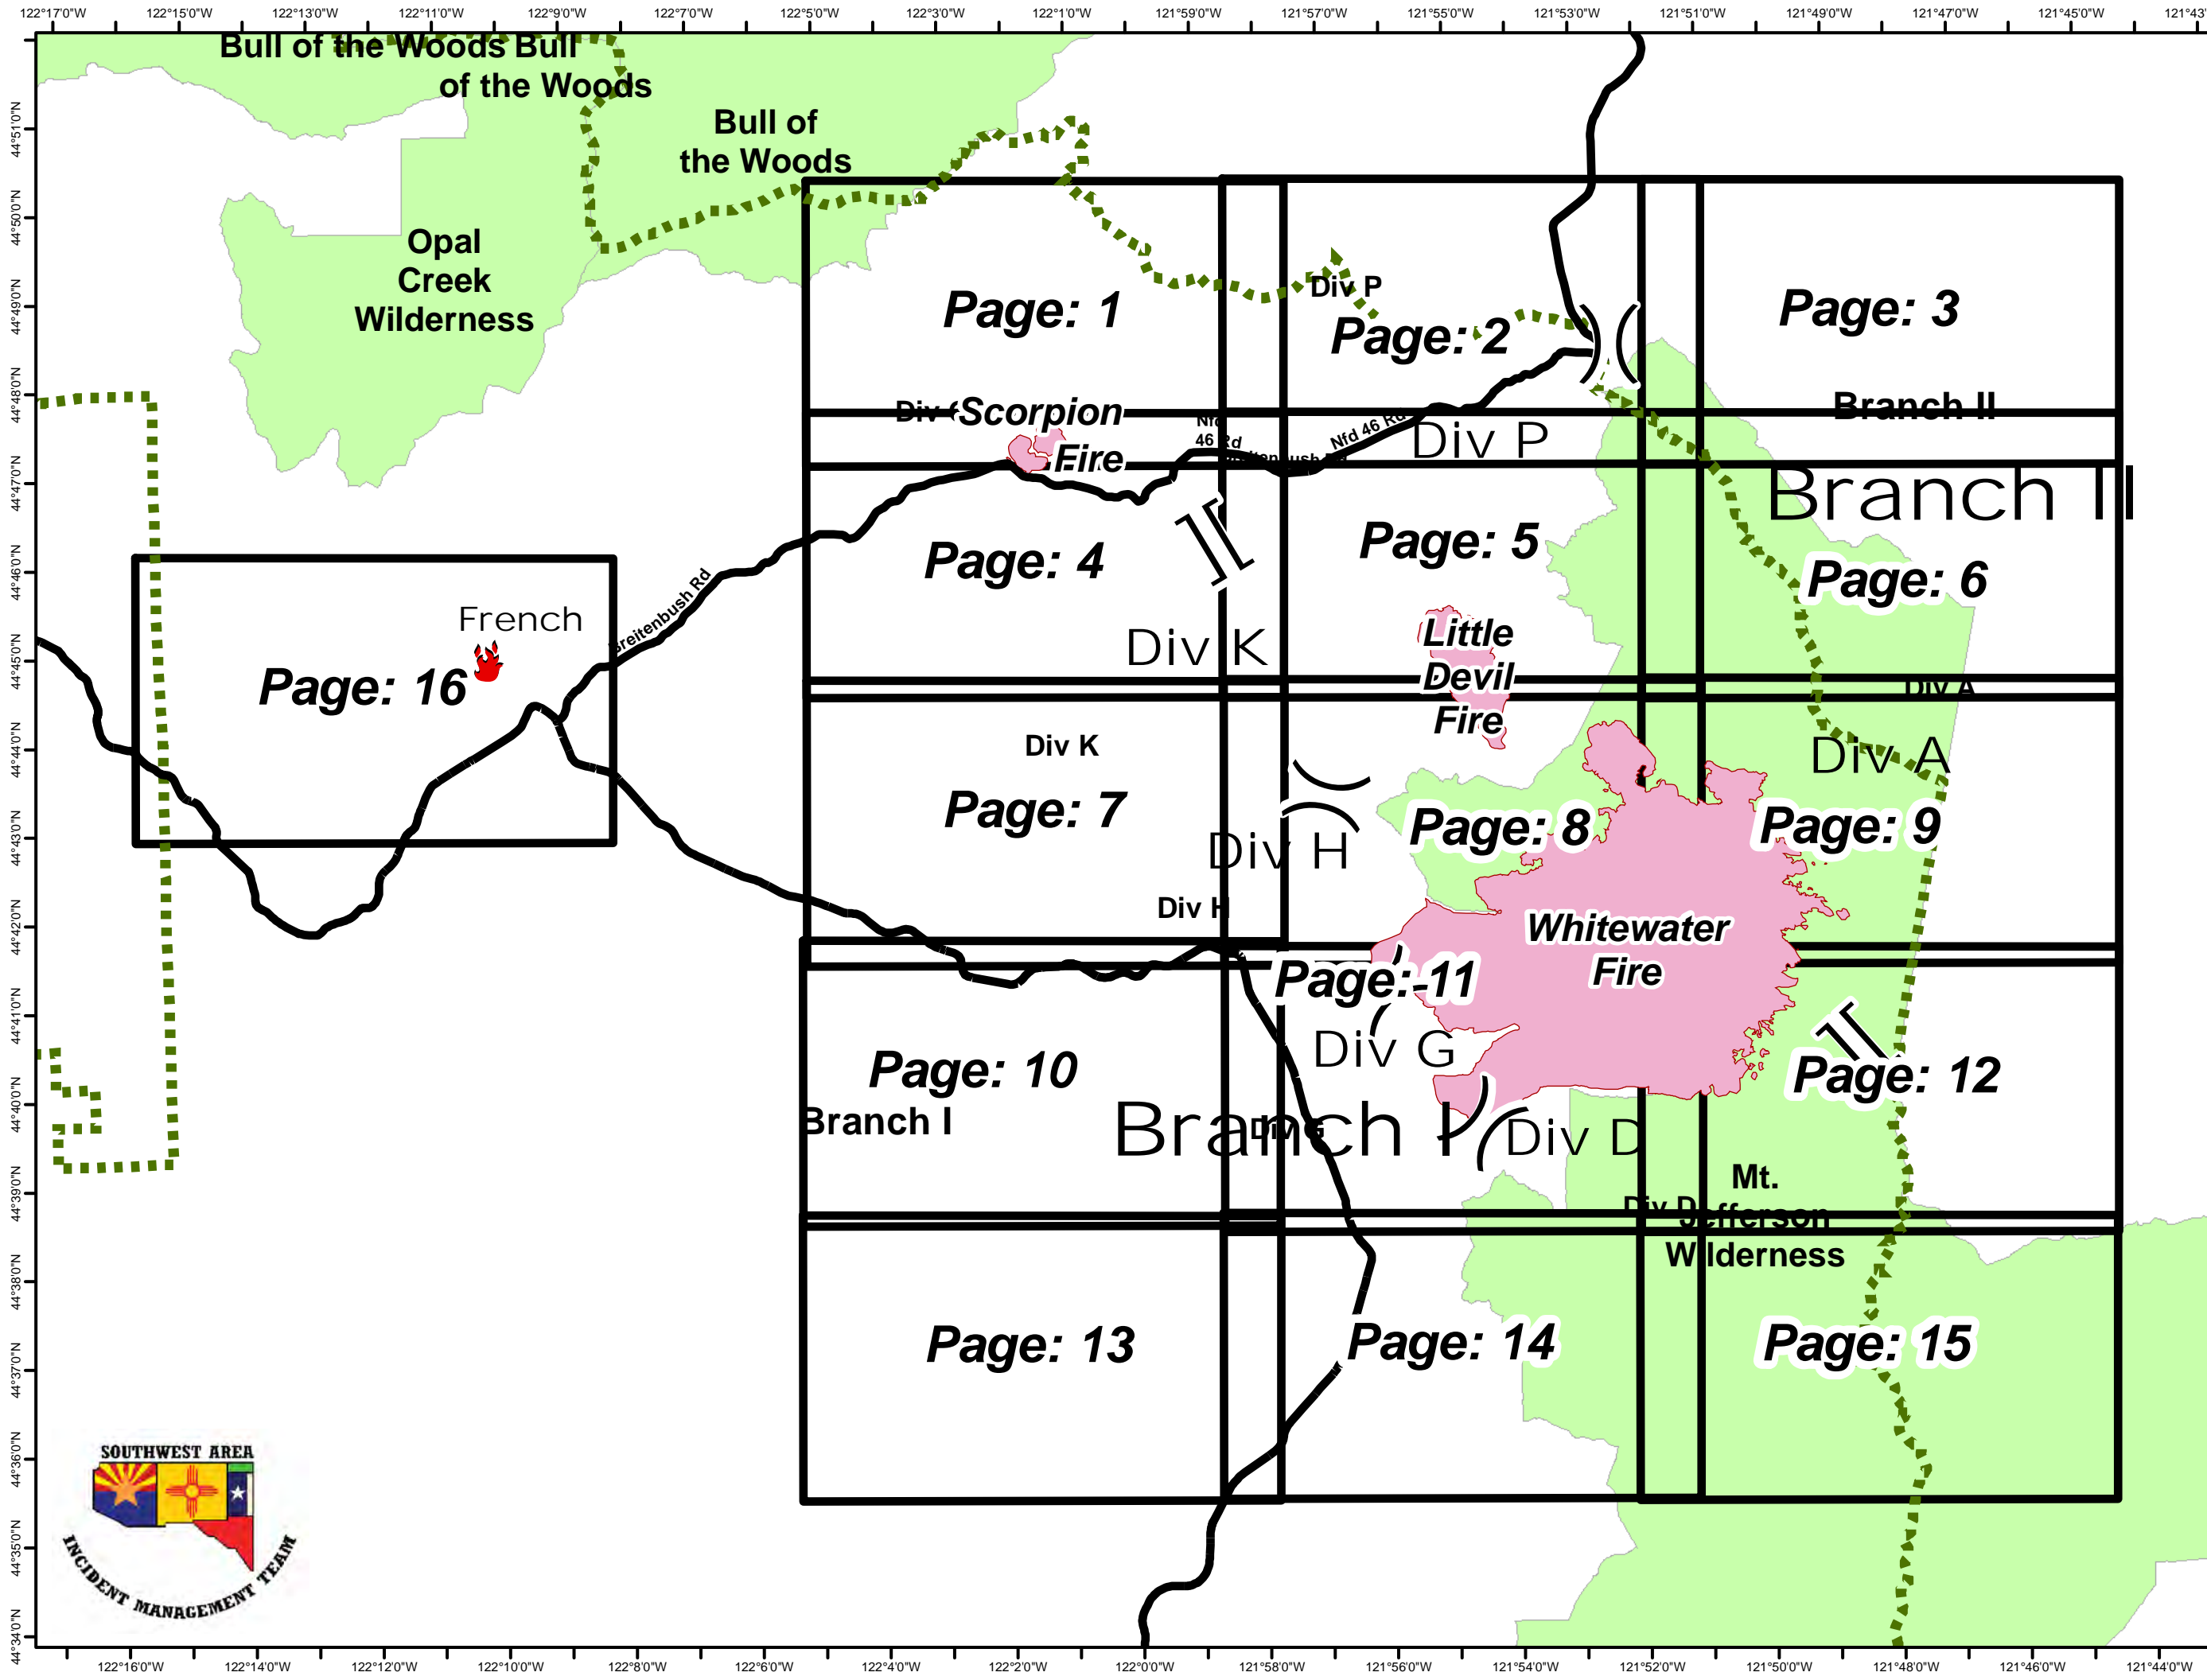 122°17'0"W 122°15'0"W 122°13'0"W 122°11'0"W 122°9'0"W 122°7'0"W 122°5'0"W 122°3'0"W 122°1'0"W 121°59'0"W 121°57'0"W 121°55'0"W 121°53'0"W 121°51'0"W 121°49'0"W 121°47'0"W 121°45'0"W 121°43'
Bull of the Woods Bull
of the Woods
Bull of
the Woods
44°51'0"N
44°50'0"N
44°49'0"N
44°48'0"N
44°47'0"N
44°46'0"N
44°45'0"N
44°44'0"N
44°43'0"N
44°42'0"N
44°41'0"N
44°40'0"N
44°39'0"N
44°38'0"N
44°37'0"N
44°36'0"N
44°35'0"N
44°34'0"N
Opal
Creek
Wilderness
Page: 1
Div P
Page: 2
Page: 3
Branch II
Div
Scorpion
Fire
Nfd
46 Rd
Nfd 46 Rd
Div P
Branch II
Page: 4
Page: 5
Page: 6
Breitenbush Rd
French
Page: 16
Div K
Little
Devil
Fire
Div A
Div K
Page: 7
Div A
Div H
Page: 8
Page: 9
Div H
Whitewater
Fire
Page: 11
Page: 10
Div G
Page: 12
Branch I
Branch I
Div G
Div D
Mt.
Div D
Jefferson
Wilderness
Page: 13
Page: 14
Page: 15
SOUTHWEST AREA
INCIDENT MANAGEMENT TEAM
122°16'0"W 122°14'0"W 122°12'0"W 122°10'0"W 122°8'0"W 122°6'0"W 122°4'0"W 122°2'0"W 122°0'0"W 121°58'0"W 121°56'0"W 121°54'0"W 121°52'0"W 121°50'0"W 121°48'0"W 121°46'0"W 121°44'0"W